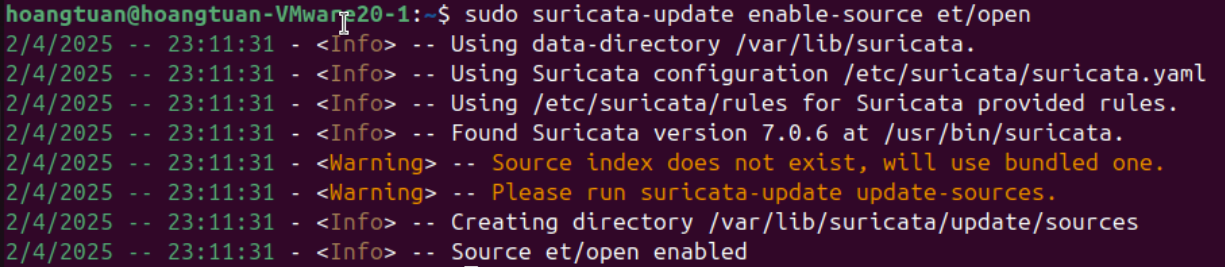 hoangtuan@hoangtuan-VMware20-1:~$ sudo suricata-update enable-source et/open
2/4/2025 -- 23:11:31 - <Info> -- Using data-directory /var/lib/suricata.
2/4/2025 -- 23:11:31 - <Info> -- Using Suricata configuration /etc/suricata/suricata.yaml
2/4/2025 -- 23:11:31 - <Info> -- Using /etc/suricata/rules for Suricata provided rules.
2/4/2025 -- 23:11:31 - <Info> -- Found Suricata version 7.0.6 at /usr/bin/suricata.
2/4/2025 -- 23:11:31 - <Warning> -- Source index does not exist, will use bundled one.
2/4/2025 -- 23:11:31 - <Warning> -- Please run suricata-update update-sources.
2/4/2025 -- 23:11:31 - <Info> -- Creating directory /var/lib/suricata/update/sources
2/4/2025 -- 23:11:31 - <Info> -- Source et/open enabled